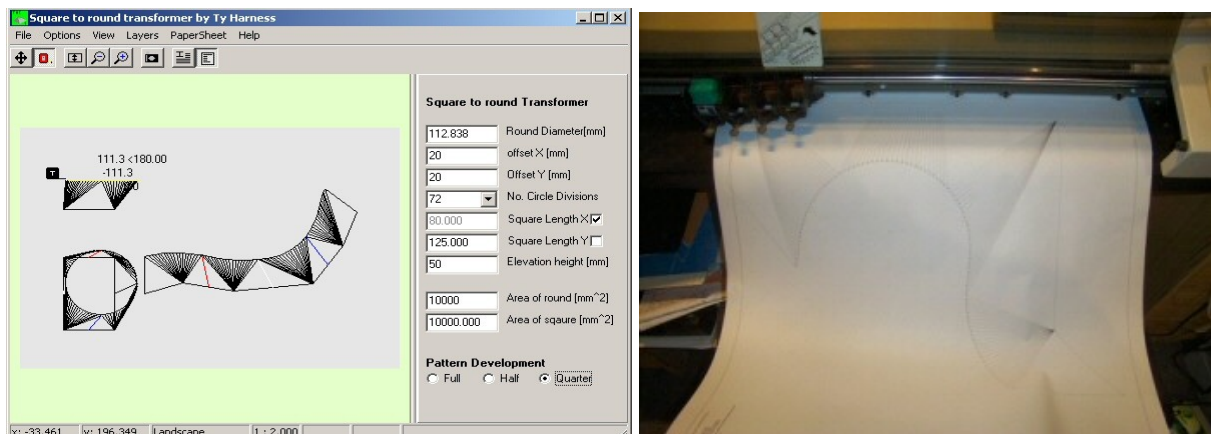 Square to round transformer by Ty Harness
File Options View Layers PaperSheet Help
111.3 <180.00
-111.3
T
Square to round Transformer
112.838 Round Diameter[mm]
20 offset X [mm]
20 Offset Y [mm]
72 No. Circle Divisions
80.000 Square Length X
125.000 Square Length Y
50 Elevation height [mm]
10000 Area of round [mm^2]
10000.000 Area of sqaure [mm^2]
Pattern Development
Full Half Quarter
x: -33.461 y: 196.349 Landscape 1 : 2.000